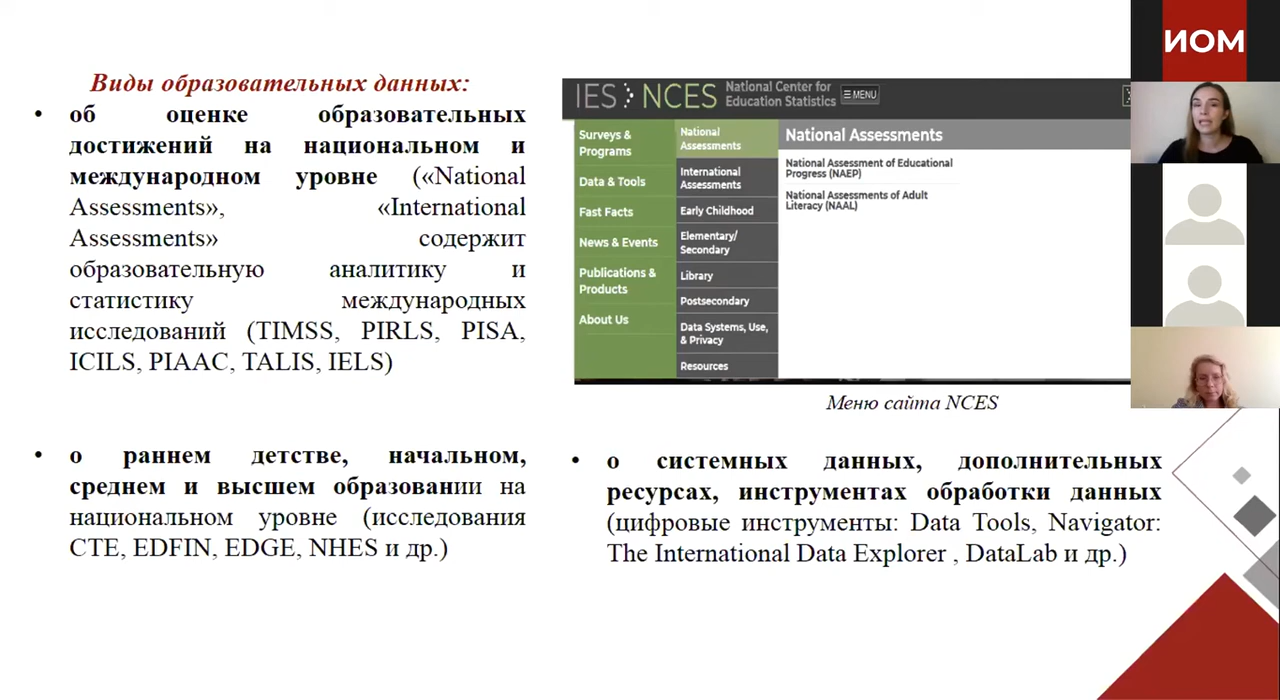 Виды образовательных данных:
• об оценке образовательных
достижений на национальном и
международном уровне («National
Assessments», «International
Assessments» содержит
образовательную аналитику и
статистику международных
исследований (TIMSS, PIRLS, PISA,
ICILS, PIAAC, TALIS, IELS)
• о раннем детстве, начальном,
среднем и высшем образовании на
национальном уровне (исследования
CTE, EDFIN, EDGE, NHES и др.)
IES NCES National Center for
Education Statistics
☰ MENU
Surveys &
Programs
Data & Tools
Fast Facts
News & Events
Publications &
Products
About Us
National
Assessments
International
Assessments
Early Childhood
Elementary/
Secondary
Library
Postsecondary
Data Systems, Use,
& Privacy
Resources
National Assessments
National Assessment of Educational
Progress (NAEP)
National Assessments of Adult
Literacy (NAAL)
Меню сайта NCES
• о системных данных, дополнительных
ресурсах, инструментах обработки данных
(цифровые инструменты: Data Tools, Navigator:
The International Data Explorer , DataLab и др.)
ИОМ